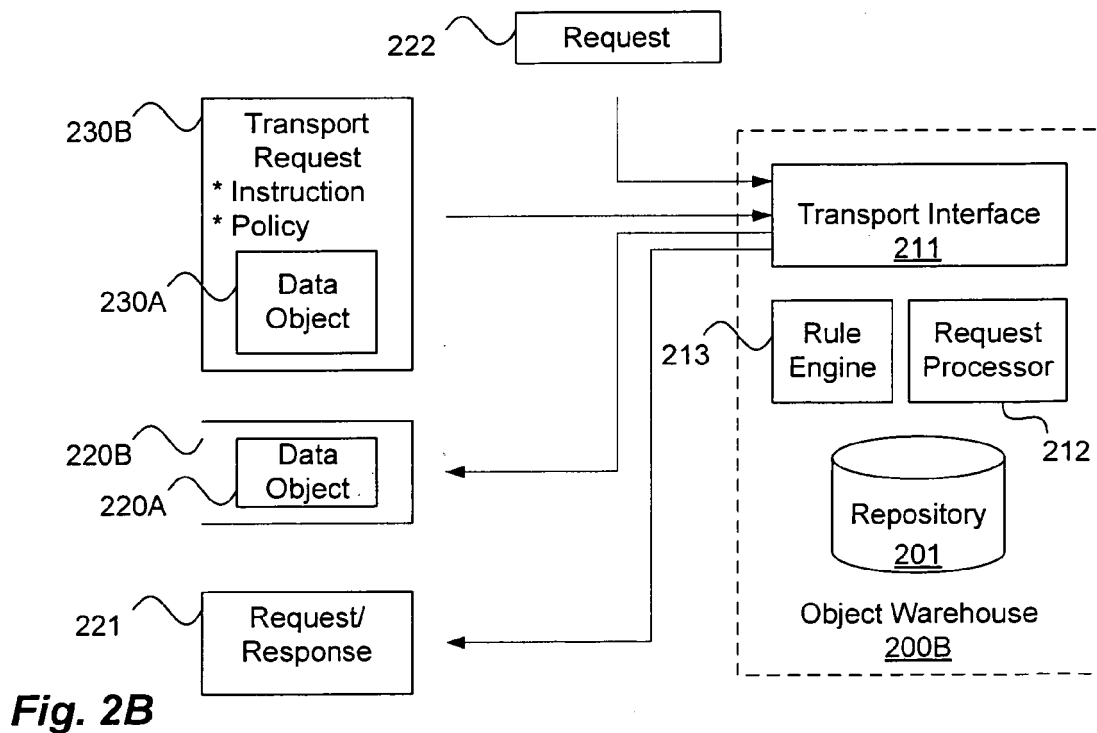 222
Request
230B
Transport
Request
* Instruction
* Policy
230A
Data
Object
Transport Interface
211
213
Rule
Engine
Request
Processor
212
220B
220A
Data
Object
Repository
201
221
Request/
Response
Object Warehouse
200B
Fig. 2B